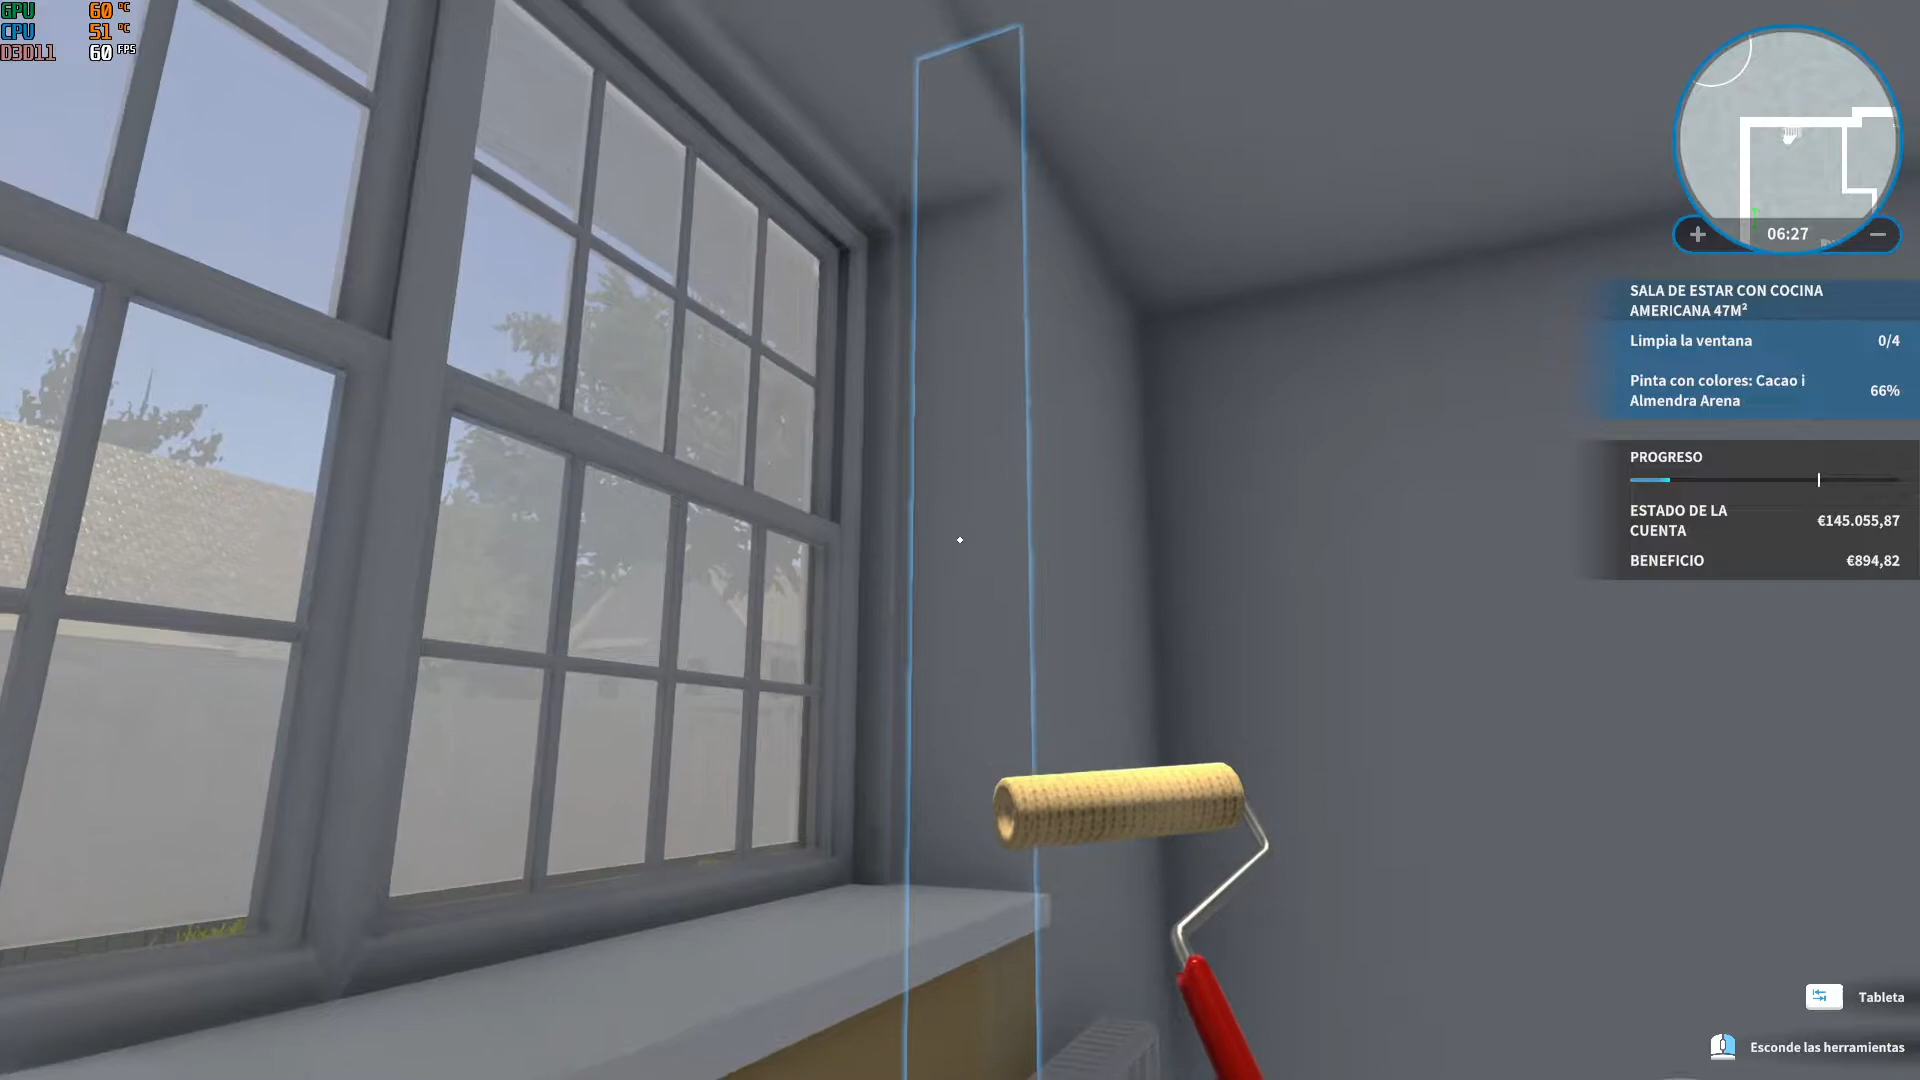 GPU 60 °C
CPU 51 °C
D3D11 60 FPS
06:27
SALA DE ESTAR CON COCINA
AMERICANA 47M²
Limpia la ventana 0/4
Pinta con colores: Cacao i
Almendra Arena 66%
PROGRESO
ESTADO DE LA
CUENTA €145.055,87
BENEFICIO €894,82
Tableta
Esconde las herramientas